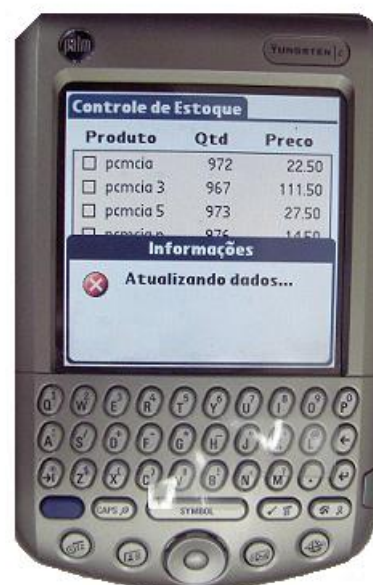 palm
TUNGSTEN C
Controle de Estoque
Produto Qtd Preco
pcmcia 972 22.50
pcmcia 3 967 111.50
pcmcia 5 973 27.50
Informações
Atualizando dados...
Q W E R T Y U I O P
A S D F G H J
Z X C V B N M
CAPS
SYMBOL